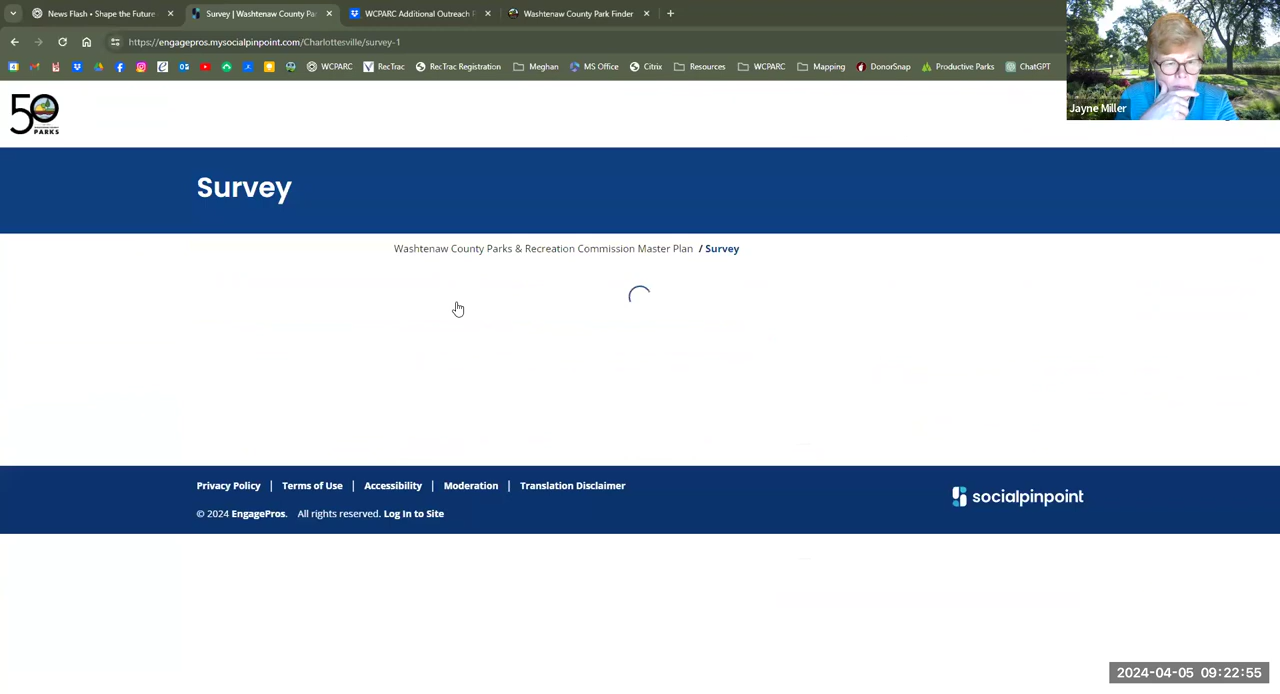 News Flash • Shape the Future
Survey | Washtenaw County Pa
WCPARC Additional Outreach
Washtenaw County Park Finder
https://engagepros.mysocialpinpoint.com/Charlottesville/survey-1
WCPARC
RecTrac
RecTrac Registration
Meghan
MS Office
Citrix
Resources
WCPARC
Mapping
DonorSnap
Productive Parks
ChatGPT
Jayne Miller
50
PARKS
Survey
Washtenaw County Parks & Recreation Commission Master Plan / Survey
Privacy Policy | Terms of Use | Accessibility | Moderation | Translation Disclaimer
© 2024 EngagePros. All rights reserved. Log In to Site
socialpinpoint
2024-04-05 09:22:55